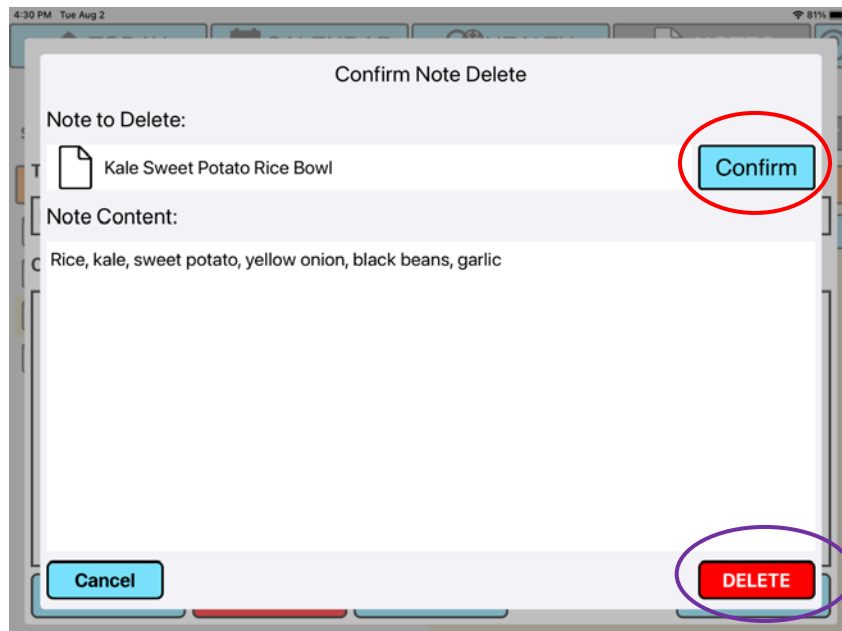 4:30 PM Tue Aug 2
81%
Confirm Note Delete
Note to Delete:
Kale Sweet Potato Rice Bowl
Confirm
Note Content:
Rice, kale, sweet potato, yellow onion, black beans, garlic
Cancel
DELETE